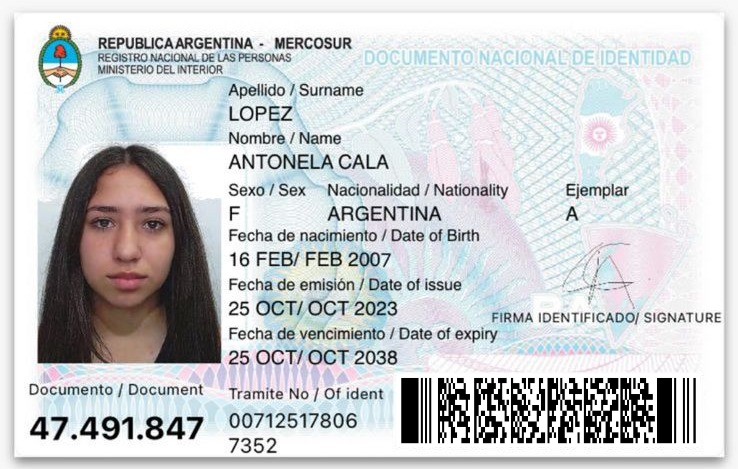 REPUBLICA ARGENTINA - MERCOSUR
REGISTRO NACIONAL DE LAS PERSONAS
MINISTERIO DEL INTERIOR
DOCUMENTO NACIONAL DE IDENTIDAD
Apellido / Surname
LOPEZ
Nombre / Name
ANTONELA CALA
Sexo / Sex Nacionalidad / Nationality Ejemplar
F ARGENTINA A
Fecha de nacimiento / Date of Birth
16 FEB/ FEB 2007
Fecha de emisión / Date of issue
25 OCT/ OCT 2023
FIRMA IDENTIFICADO/ SIGNATURE
Fecha de vencimiento / Date of expiry
25 OCT/ OCT 2038
Documento / Document
47.491.847
Tramite No / Of ident
00712517806
7352